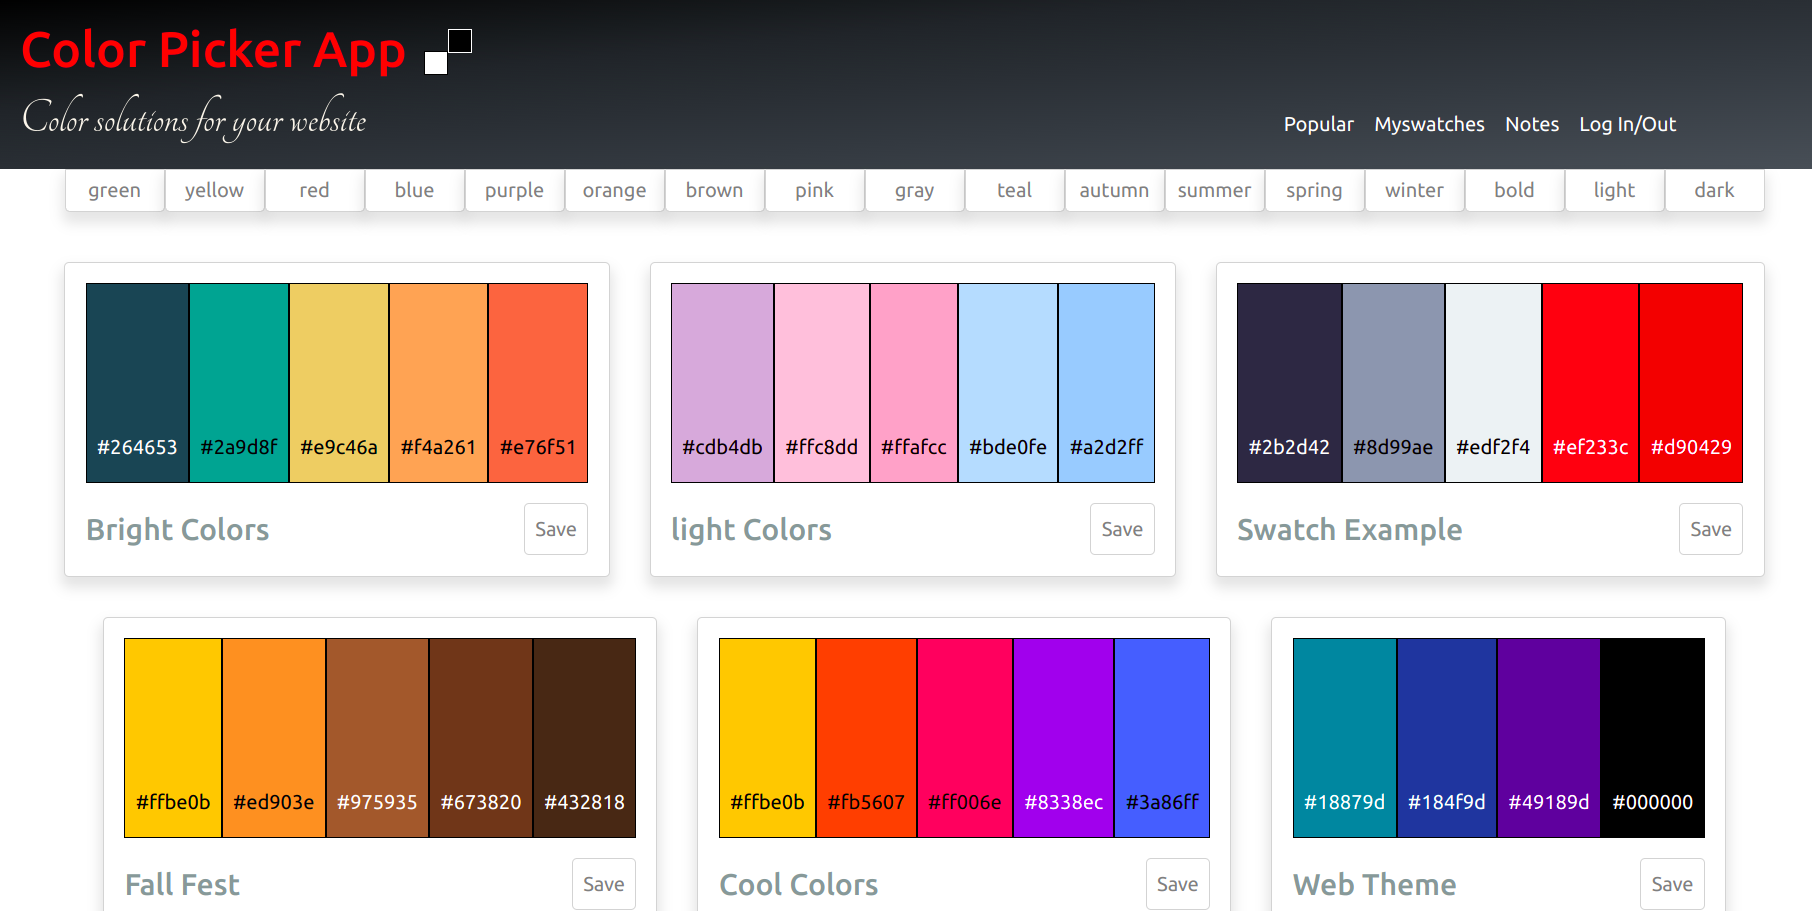 Color Picker App
Color solutions for your website
Popular Myswatches Notes Log In/Out
green yellow red blue purple orange brown pink gray teal autumn summer spring winter bold light dark
#264653 #2a9d8f #e9c46a #f4a261 #e76f51
Bright Colors Save
#cdb4db #ffc8dd #ffafcc #bde0fe #a2d2ff
light Colors Save
#2b2d42 #8d99ae #edf2f4 #ef233c #d90429
Swatch Example Save
#ffbe0b #ed903e #975935 #673820 #432818
Fall Fest Save
#ffbe0b #fb5607 #ff006e #8338ec #3a86ff
Cool Colors Save
#18879d #184f9d #49189d #000000
Web Theme Save